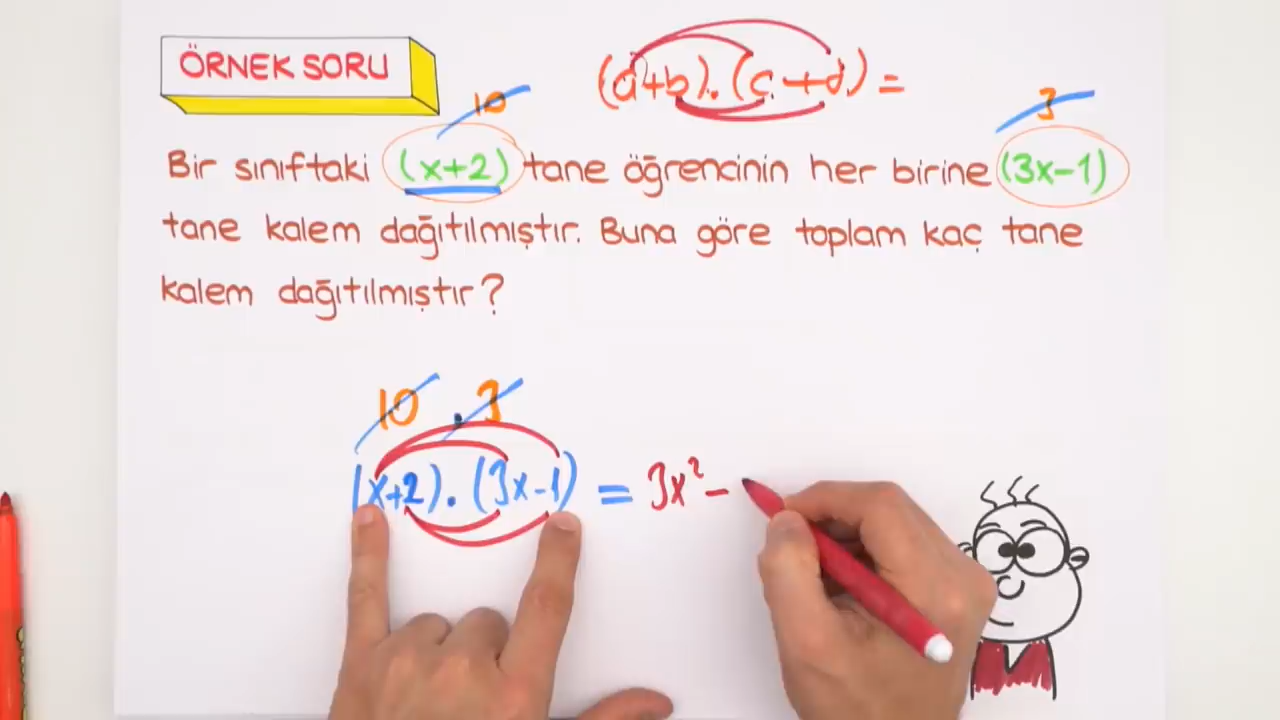 ÖRNEK SORU
(a+b).(c+d)=
10
3
Bir sınıftaki (x+2) tane öğrencinin her birine (3x-1)
tane kalem dağıtılmıştır. Buna göre toplam kaç tane
kalem dağıtılmıştır?
10 . 3
(x+2).(3x-1) = 3x² -